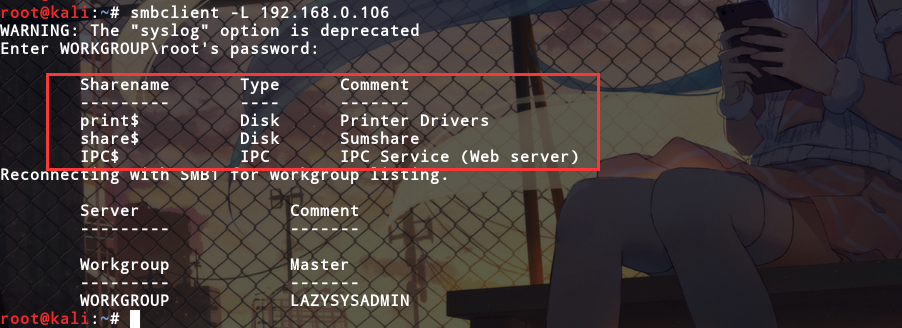 root@kali:~# smbclient -L 192.168.0.106
WARNING: The "syslog" option is deprecated
Enter WORKGROUP\root's password:
Sharename Type Comment
--------- ---- -------
print$ Disk Printer Drivers
share$ Disk Sumshare
IPC$ IPC IPC Service (Web server)
Reconnecting with SMB1 for workgroup listing.
Server Comment
--------- -------
Workgroup Master
--------- -------
WORKGROUP LAZYSYSADMIN
root@kali:~#